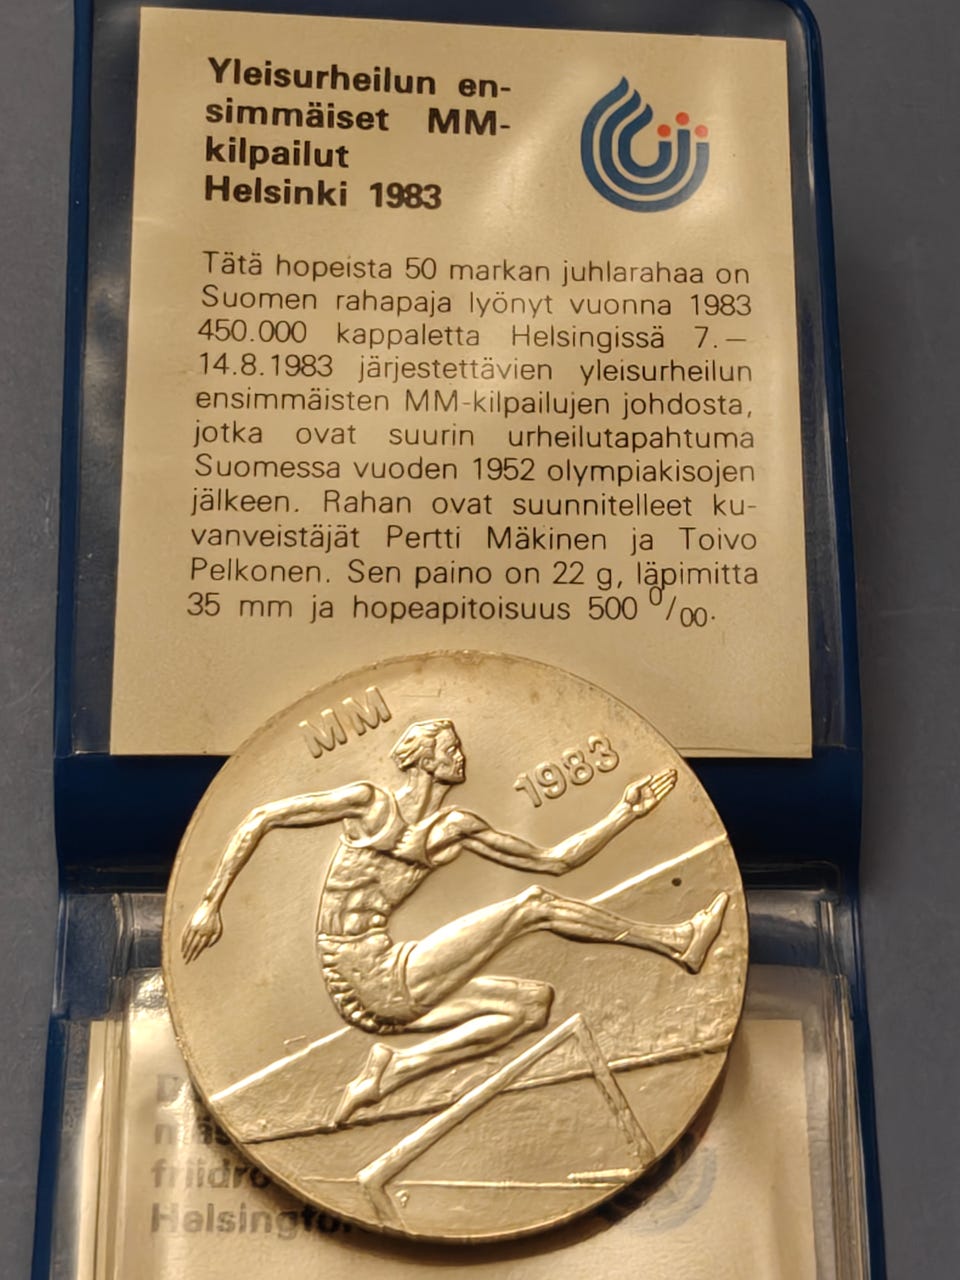 Yleisurheilun en-
simmäiset MM-
kilpailut
Helsinki 1983
Tätä hopeista 50 markan juhlarahaa on
Suomen rahapaja lyönyt vuonna 1983
450.000 kappaletta Helsingissä 7.—
14.8.1983 järjestettävien yleisurheilun
ensimmäisten MM-kilpailujen johdosta,
jotka ovat suurin urheilutapahtuma
Suomessa vuoden 1952 olympiakisojen
jälkeen. Rahan ovat suunnitelleet ku-
vanveistäjät Pertti Mäkinen ja Toivo
Pelkonen. Sen paino on 22 g, läpimitta
35 mm ja hopeapitoisuus 500 0/00.
MM 1983
friidro
Helsingfo